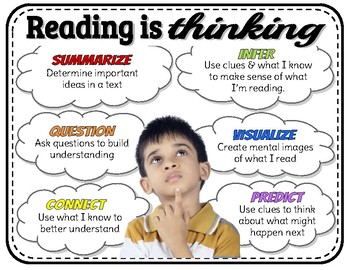 Reading is thinking
SUMMARIZE
Determine important
ideas in a text
INFER
Use clues & what I know
to make sense of what
I'm reading.
QUESTION
Ask questions to build
understanding
VISUALIZE
Create mental images
of what I read
CONNECT
Use what I know to
better understand
PREDICT
Use clues to think
about what might
happen next